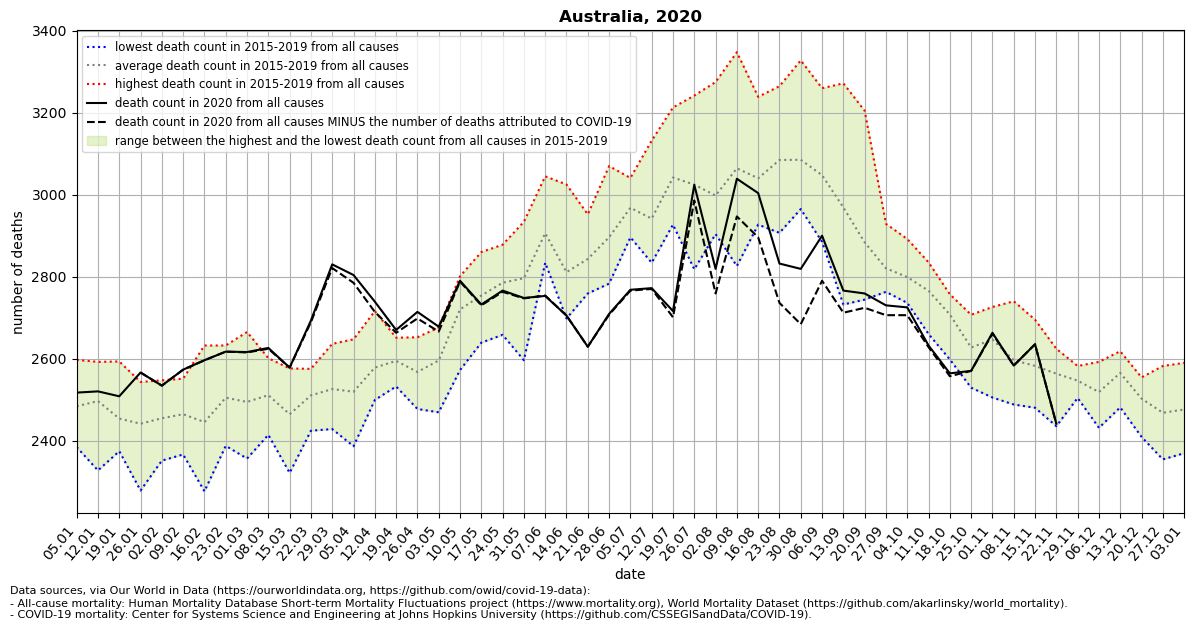 Australia, 2020
3400
3200
3000
2800
2600
2400
number of deaths
lowest death count in 2015-2019 from all causes
average death count in 2015-2019 from all causes
highest death count in 2015-2019 from all causes
death count in 2020 from all causes
death count in 2020 from all causes MINUS the number of deaths attributed to COVID-19
range between the highest and the lowest death count from all causes in 2015-2019
05.01 12.01 19.01 26.01 02.02 09.02 16.02 23.02 01.03 08.03 15.03 22.03 29.03 05.04 12.04 19.04 26.04 03.05 10.05 17.05 24.05 31.05 07.06 14.06 21.06 28.06 05.07 12.07 19.07 26.07 02.08 09.08 16.08 23.08 30.08 06.09 13.09 20.09 27.09 04.10 11.10 18.10 25.10 01.11 08.11 15.11 22.11 29.11 06.12 13.12 20.12 27.12 03.01
date
Data sources, via Our World in Data (https://ourworldindata.org, https://github.com/owid/covid-19-data):
- All-cause mortality: Human Mortality Database Short-term Mortality Fluctuations project (https://www.mortality.org), World Mortality Dataset (https://github.com/akarlinsky/world_mortality).
- COVID-19 mortality: Center for Systems Science and Engineering at Johns Hopkins University (https://github.com/CSSEGISandData/COVID-19).